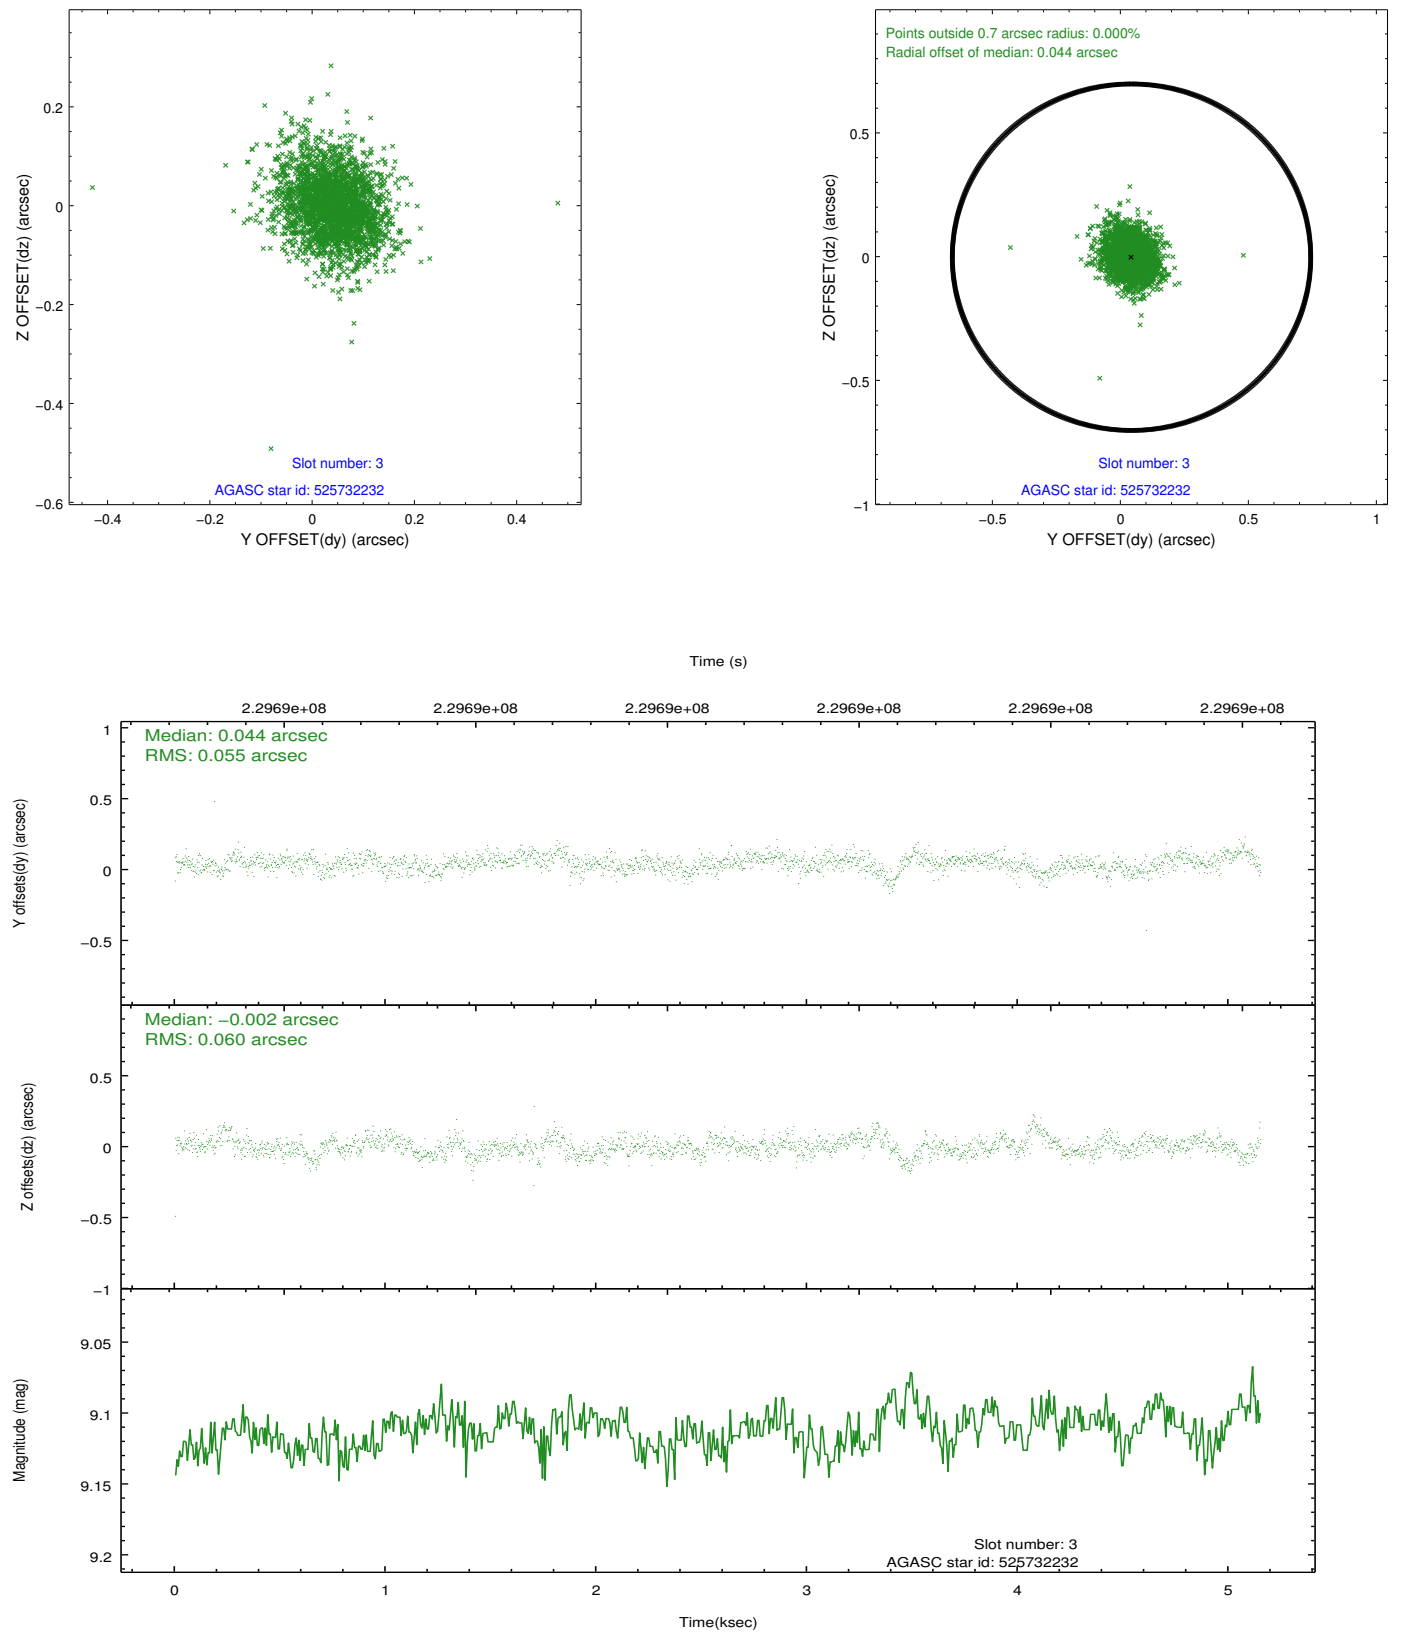 0.2
0
−0.2
−0.4
−0.6
−0.4
−0.2
0
0.2
0.4
Z OFFSET(dz) (arcsec)
Y OFFSET(dy) (arcsec)
Slot number: 3
AGASC star id: 525732232
Points outside 0.7 arcsec radius: 0.000%
Radial offset of median: 0.044 arcsec
0.5
0
−0.5
−1
−0.5
0
0.5
1
Z OFFSET(dz) (arcsec)
Y OFFSET(dy) (arcsec)
Slot number: 3
AGASC star id: 525732232
Time (s)
2.2969e+08 2.2969e+08 2.2969e+08 2.2969e+08 2.2969e+08 2.2969e+08
Median: 0.044 arcsec
RMS: 0.055 arcsec
1
0.5
0
−0.5
Y offsets(dy) (arcsec)
Median: −0.002 arcsec
RMS: 0.060 arcsec
0.5
0
−0.5
−1
Z offsets(dz) (arcsec)
9.05
9.1
9.15
9.2
Magnitude (mag)
Slot number: 3
AGASC star id: 525732232
0 1 2 3 4 5
Time(ksec)